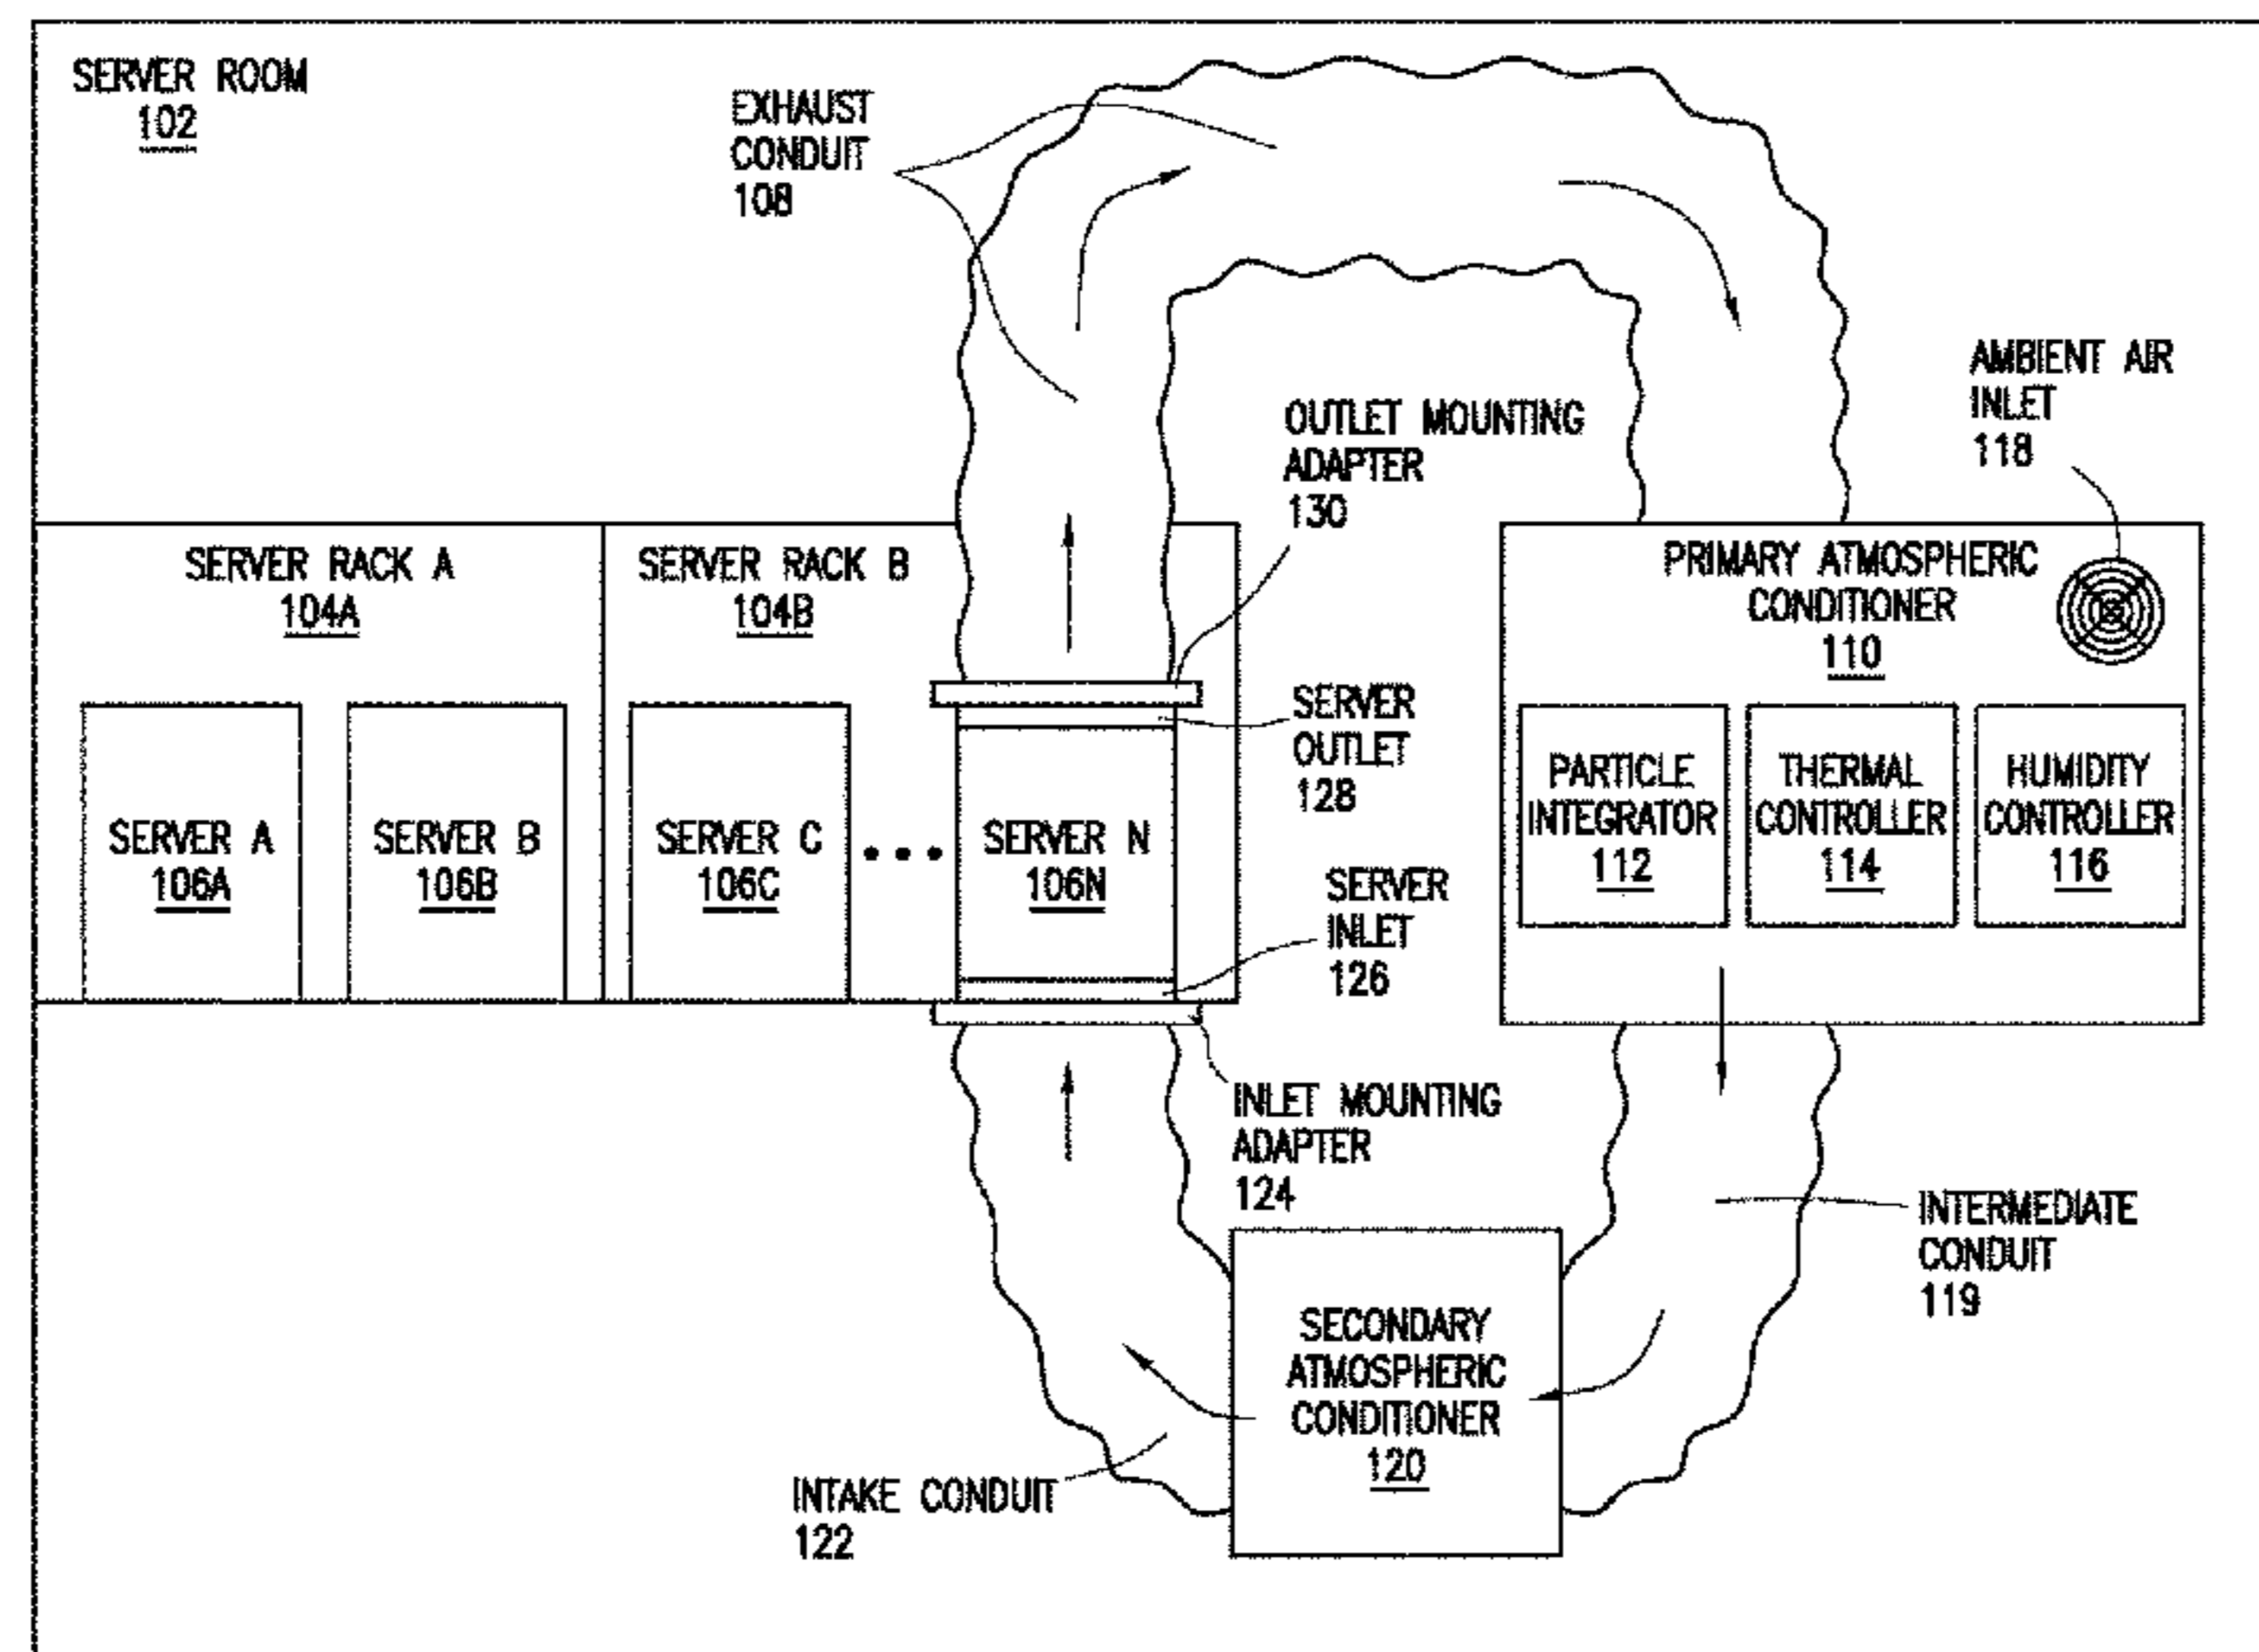 SERVER ROOM
102
EXHAUST
CONDUIT
108
AMBIENT AIR
INLET
118
OUTLET MOUNTING
ADAPTER
130
SERVER RACK A
104A
SERVER RACK B
104B
PRIMARY ATMOSPHERIC
CONDITIONER
110
SERVER
OUTLET
128
PARTICLE
INTEGRATOR
112
THERMAL
CONTROLLER
114
HUMIDITY
CONTROLLER
116
SERVER A
106A
SERVER B
106B
SERVER C
106C
•••
SERVER N
106N
SERVER
INLET
126
INLET MOUNTING
ADAPTER
124
INTERMEDIATE
CONDUIT
119
SECONDARY
ATMOSPHERIC
CONDITIONER
120
INTAKE CONDUIT
122